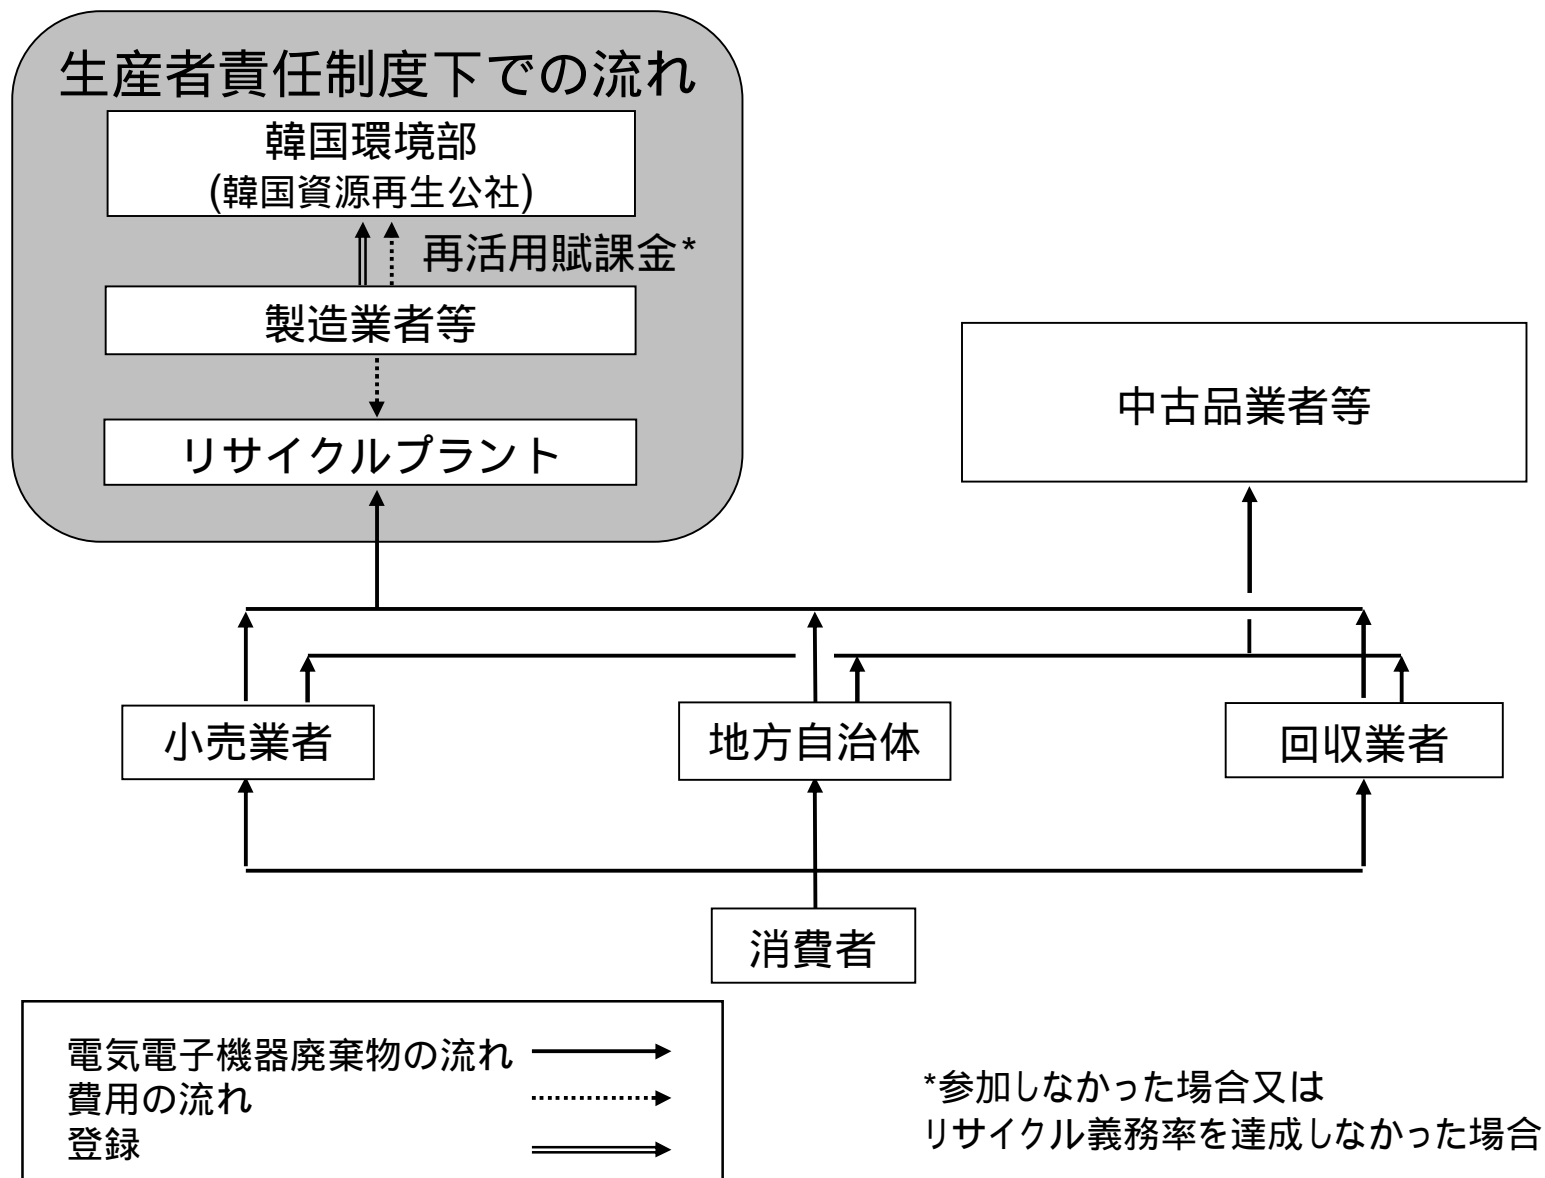 生産者責任制度下での流れ
韓国環境部
(韓国資源再生公社)
再活用賦課金*
製造業者等
リサイクルプラント
中古品業者等
小売業者
地方自治体
回収業者
消費者
電気電子機器廃棄物の流れ
費用の流れ
登録
*参加しなかった場合又は
リサイクル義務率を達成しなかった場合